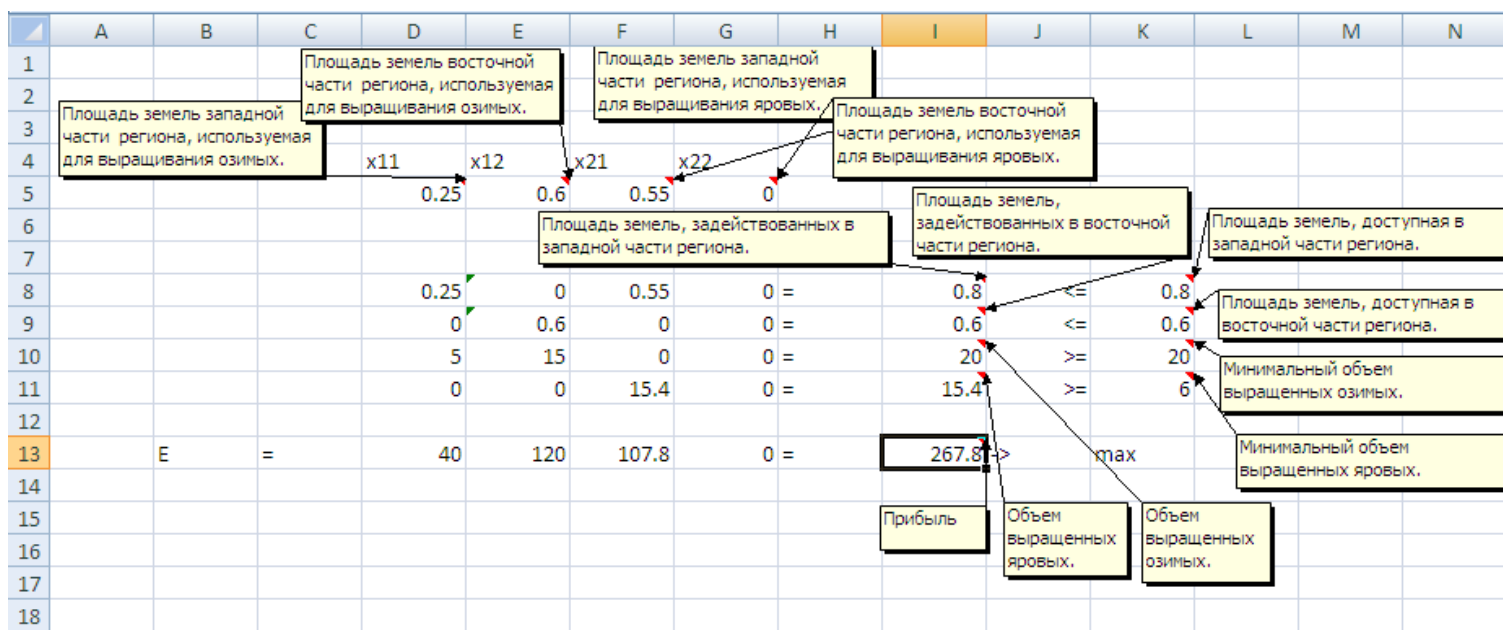 A B C D E F G H I J K L M N
1
Площадь земель восточной
части региона, используемая
для выращивания озимых.
Площадь земель западной
части региона, используемая
для выращивания яровых.
2
Площадь земель западной
части региона, используемая
для выращивания озимых.
Площадь земель восточной
части региона, используемая
для выращивания яровых.
3
4 x11 x12 x21 x22
5 0.25 0.6 0.55 0
Площадь земель,
задействованных в восточной
части региона.
6
Площадь земель, задействованных в
западной части региона.
Площадь земель, доступная в
западной части региона.
7
8 0.25 0 0.55 0 = 0.8 <= 0.8
Площадь земель, доступная в
восточной части региона.
9 0 0.6 0 0 = 0.6 <= 0.6
10 5 15 0 0 = 20 >= 20
Минимальный объем
выращенных озимых.
11 0 0 15.4 0 = 15.4 >= 6
12
13 E = 40 120 107.8 0 = 267.8 -> max
Минимальный объем
выращенных яровых.
14
15
Прибыль
Объем
выращенных
яровых.
Объем
выращенных
озимых.
16
17
18